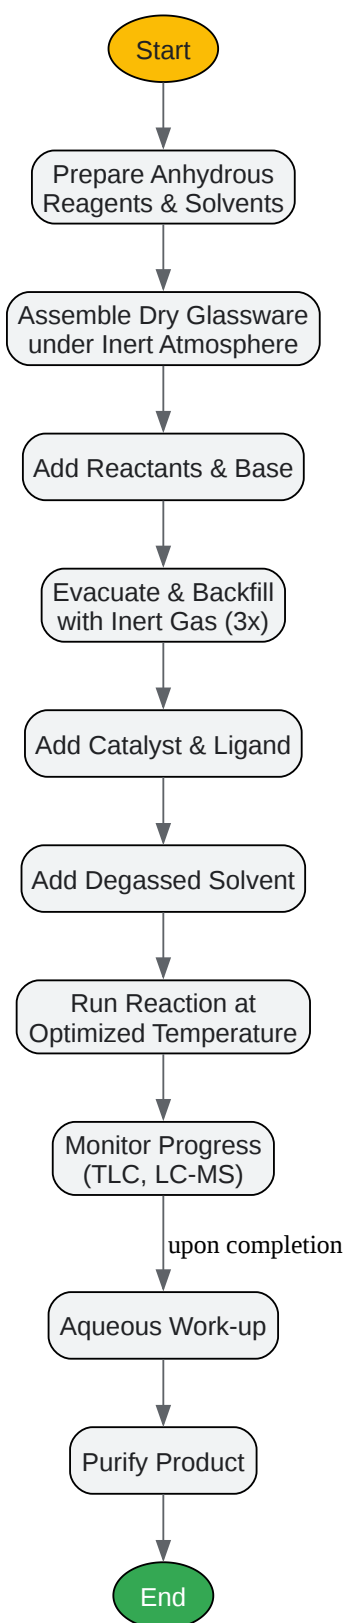 Start
Prepare Anhydrous
Reagents & Solvents
Assemble Dry Glassware
under Inert Atmosphere
Add Reactants & Base
Evacuate & Backfill
with Inert Gas (3x)
Add Catalyst & Ligand
Add Degassed Solvent
Run Reaction at
Optimized Temperature
Monitor Progress
(TLC, LC-MS)
upon completion
Aqueous Work-up
Purify Product
End